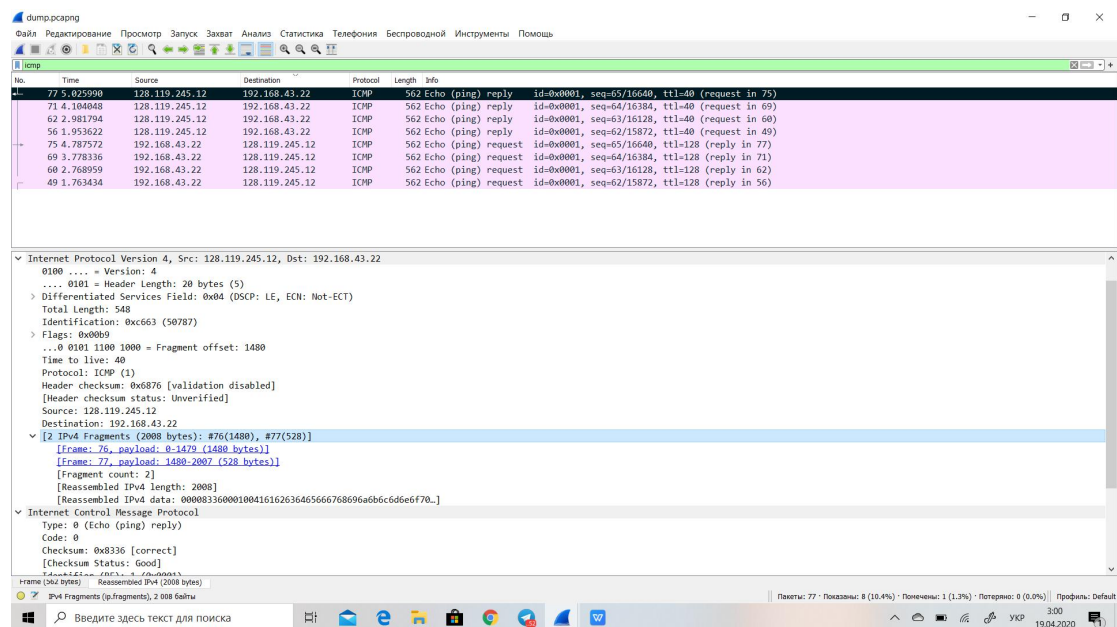 dump.pcapng
Файл Редактирование Просмотр Запуск Захват Анализ Статистика Телефония Беспроводной Инструменты Помощь
icmp
No. Time Source Destination Protocol Length Info
77 5.025990 128.119.245.12 192.168.43.22 ICMP 562 Echo (ping) reply id=0x0001, seq=65/16640, ttl=40 (request in 75)
71 4.104048 128.119.245.12 192.168.43.22 ICMP 562 Echo (ping) reply id=0x0001, seq=64/16384, ttl=40 (request in 69)
62 2.981794 128.119.245.12 192.168.43.22 ICMP 562 Echo (ping) reply id=0x0001, seq=63/16128, ttl=40 (request in 60)
56 1.953622 128.119.245.12 192.168.43.22 ICMP 562 Echo (ping) reply id=0x0001, seq=62/15872, ttl=40 (request in 49)
75 4.787572 192.168.43.22 128.119.245.12 ICMP 562 Echo (ping) request id=0x0001, seq=65/16640, ttl=128 (reply in 77)
69 3.778336 192.168.43.22 128.119.245.12 ICMP 562 Echo (ping) request id=0x0001, seq=64/16384, ttl=128 (reply in 71)
60 2.768959 192.168.43.22 128.119.245.12 ICMP 562 Echo (ping) request id=0x0001, seq=63/16128, ttl=128 (reply in 62)
49 1.763434 192.168.43.22 128.119.245.12 ICMP 562 Echo (ping) request id=0x0001, seq=62/15872, ttl=128 (reply in 56)
Internet Protocol Version 4, Src: 128.119.245.12, Dst: 192.168.43.22
0100 .... = Version: 4
.... 0101 = Header Length: 20 bytes (5)
Differentiated Services Field: 0x04 (DSCP: LE, ECN: Not-ECT)
Total Length: 548
Identification: 0xc663 (50787)
Flags: 0x00b9
...0 0101 1100 1000 = Fragment offset: 1480
Time to live: 40
Protocol: ICMP (1)
Header checksum: 0x6876 [validation disabled]
[Header checksum status: Unverified]
Source: 128.119.245.12
Destination: 192.168.43.22
[2 IPv4 Fragments (2008 bytes): #76(1480), #77(528)]
[Frame: 76, payload: 0-1479 (1480 bytes)]
[Frame: 77, payload: 1480-2007 (528 bytes)]
[Fragment count: 2]
[Reassembled IPv4 length: 2008]
[Reassembled IPv4 data: 00008336000100416162636465666768696a6b6c6d6e6f70…]
Internet Control Message Protocol
Type: 0 (Echo (ping) reply)
Code: 0
Checksum: 0x8336 [correct]
[Checksum Status: Good]
Identifier (BE): 1 (0x0001)
Frame (562 bytes) Reassembled IPv4 (2008 bytes)
IPv4 Fragments (ip.fragments), 2 008 байты Пакеты: 77 · Показаны: 8 (10.4%) · Помечены: 1 (1.3%) · Потеряно: 0 (0.0%) Профиль: Default
Введите здесь текст для поиска
W
УКР
3:00
19.04.2020